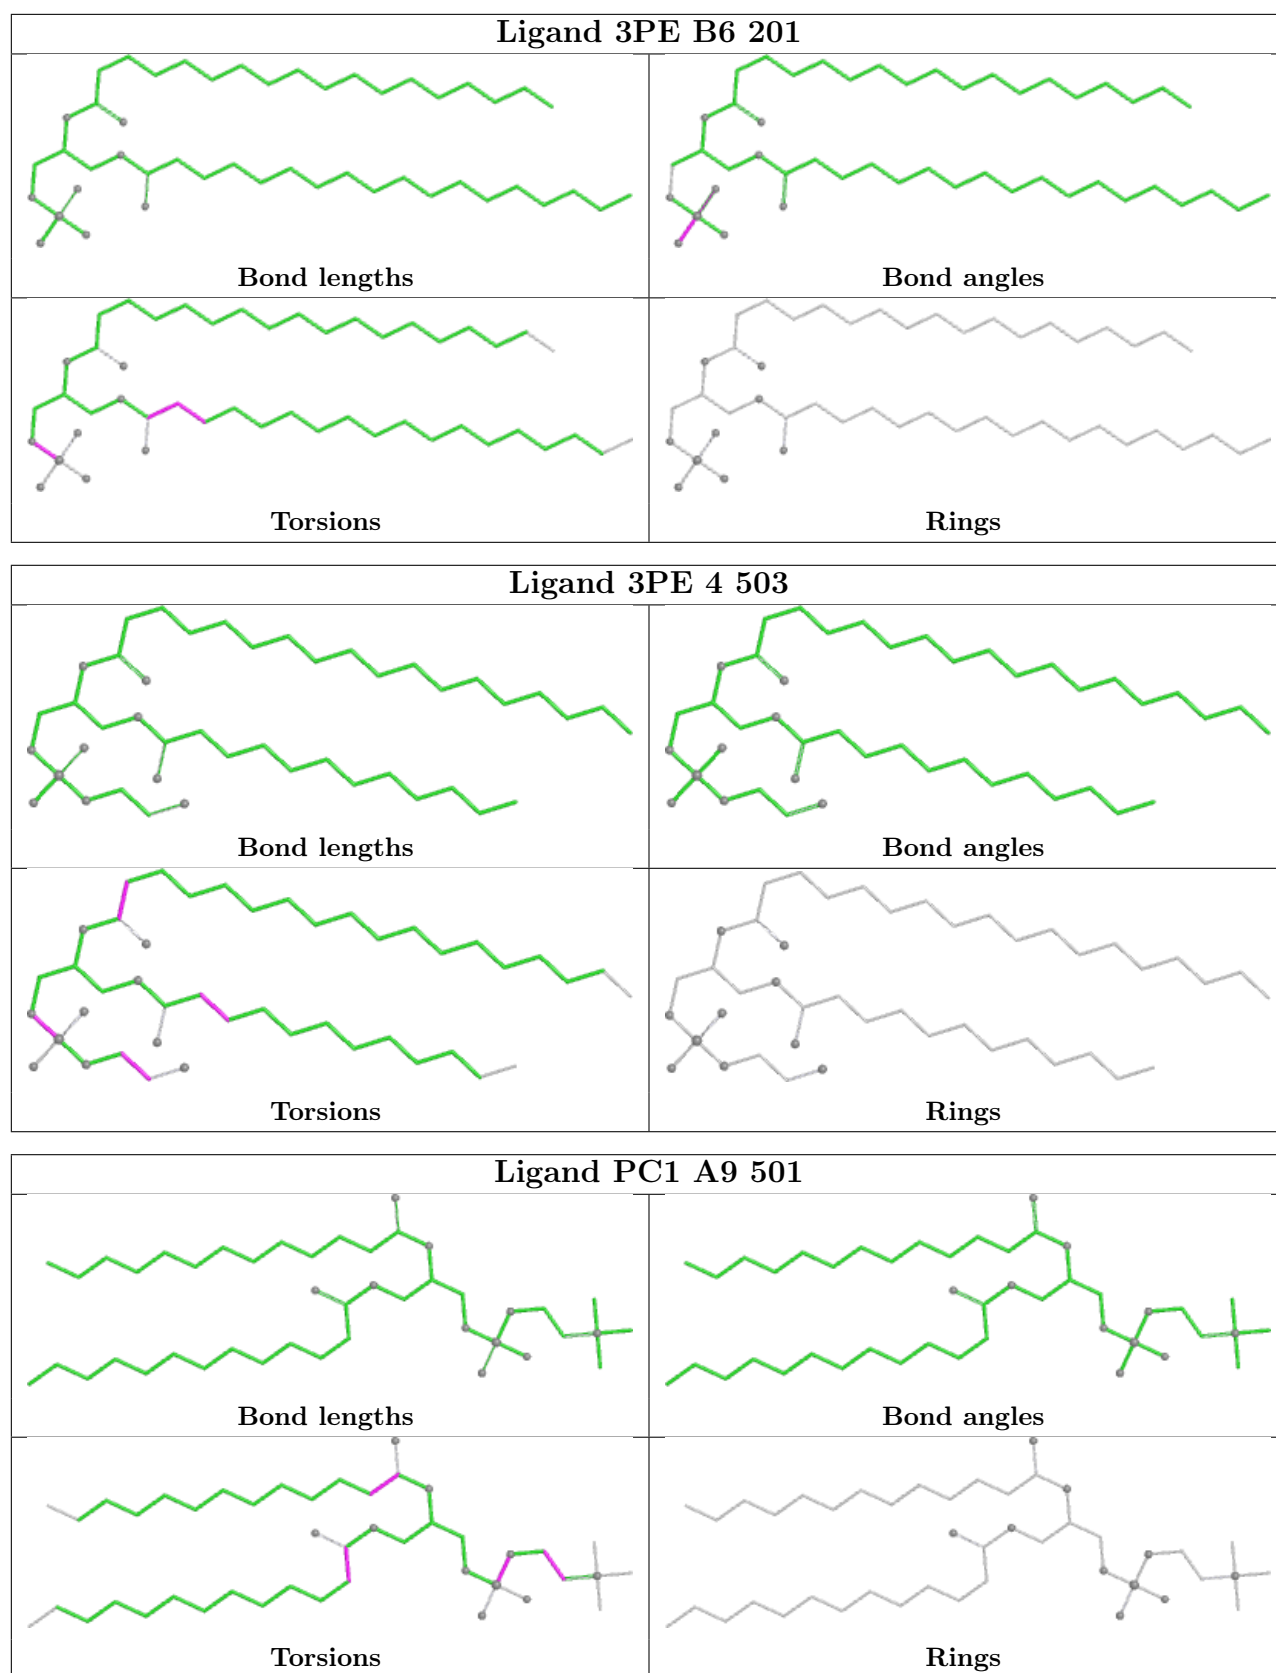 Ligand 3PE B6 201
Bond lengths
Bond angles
Torsions
Rings
Ligand 3PE 4 503
Bond lengths
Bond angles
Torsions
Rings
Ligand PC1 A9 501
Bond lengths
Bond angles
Torsions
Rings